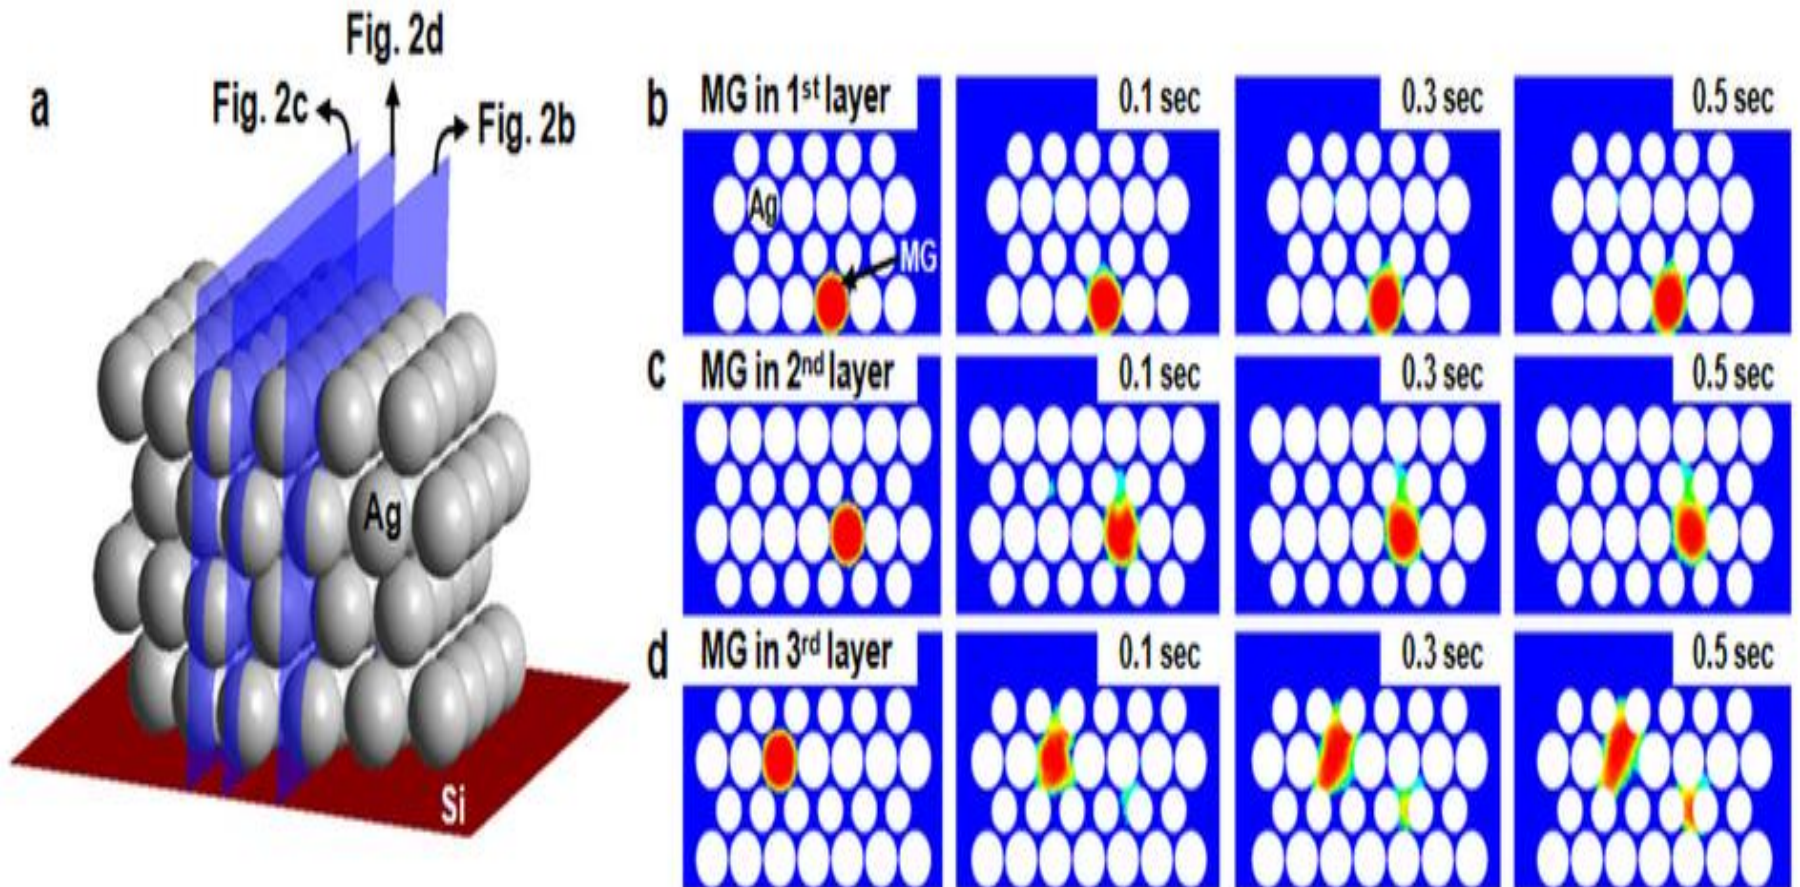 a
Fig. 2d
Fig. 2c
Fig. 2b
Ag
Si
b
MG in 1st layer
0.1 sec
0.3 sec
0.5 sec
Ag
MG
c
MG in 2nd layer
0.1 sec
0.3 sec
0.5 sec
d
MG in 3rd layer
0.1 sec
0.3 sec
0.5 sec